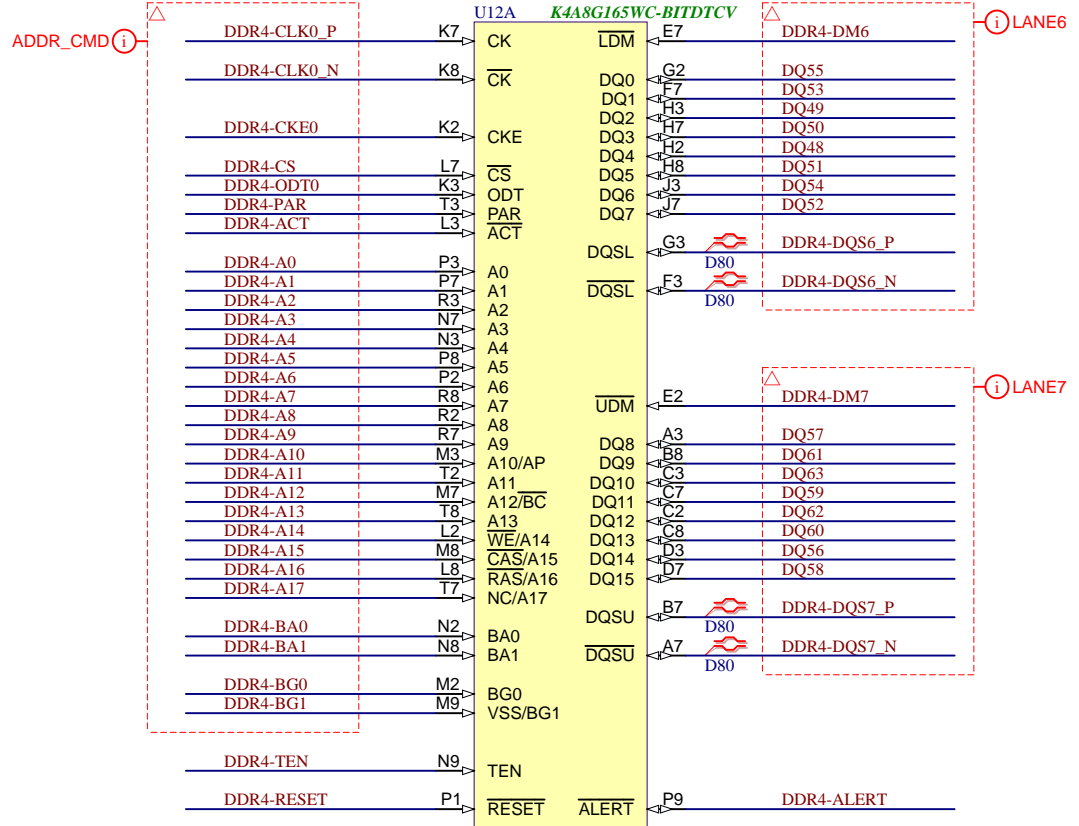 U12A K4A8G165WC-BITDTCV
ADDR_CMD i
i LANE6
DDR4-CLK0_P K7 CK LDM E7 DDR4-DM6
DDR4-CLK0_N K8 CK DQ0 G2 DQ55
DQ1 F7 DQ53
DQ2 H3 DQ49
DDR4-CKE0 K2 CKE DQ3 H7 DQ50
DQ4 H2 DQ48
DDR4-CS L7 CS DQ5 H8 DQ51
DDR4-ODT0 K3 ODT DQ6 J3 DQ54
DDR4-PAR T3 PAR DQ7 J7 DQ52
DDR4-ACT L3 ACT
DQSL G3 DDR4-DQS6_P
D80
DDR4-A0 P3 A0
DDR4-A1 P7 A1 DQSL F3 DDR4-DQS6_N
D80
DDR4-A2 R3 A2
DDR4-A3 N7 A3
DDR4-A4 N3 A4
DDR4-A5 P8 A5
DDR4-A6 P2 A6
i LANE7
DDR4-A7 R8 A7 UDM E2 DDR4-DM7
DDR4-A8 R2 A8
DDR4-A9 R7 A9 DQ8 A3 DQ57
DDR4-A10 M3 A10/AP DQ9 B8 DQ61
DDR4-A11 T2 A11 DQ10 C3 DQ63
DDR4-A12 M7 A12/BC DQ11 C7 DQ59
DDR4-A13 T8 A13 DQ12 C2 DQ62
DDR4-A14 L2 WE/A14 DQ13 C8 DQ60
DDR4-A15 M8 CAS/A15 DQ14 D3 DQ56
DDR4-A16 L8 RAS/A16 DQ15 D7 DQ58
DDR4-A17 T7 NC/A17
DQSU B7 DDR4-DQS7_P
D80
DDR4-BA0 N2 BA0
DDR4-BA1 N8 BA1 DQSU A7 DDR4-DQS7_N
D80
DDR4-BG0 M2 BG0
DDR4-BG1 M9 VSS/BG1
DDR4-TEN N9 TEN
DDR4-RESET P1 RESET ALERT P9 DDR4-ALERT